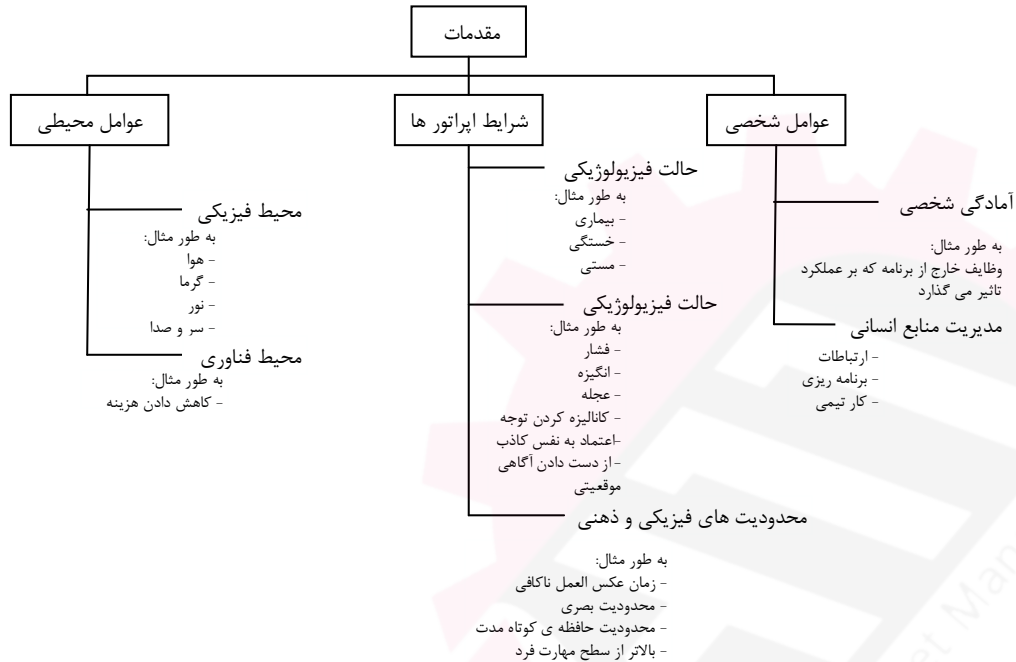 مقدمات
عوامل شخصی
شرایط اپراتور ها
عوامل محیطی
آمادگی شخصی
به طور مثال:
وظایف خارج از برنامه که بر عملکرد
تاثیر می گذارد
مدیریت منابع انسانی
- ارتباطات
- برنامه ریزی
- کار تیمی
حالت فیزیولوژیکی
به طور مثال:
- بیماری
- خستگی
- مستی
حالت فیزیولوژیکی
به طور مثال:
- فشار
- انگیزه
- عجله
- کانالیزه کردن توجه
-اعتماد به نفس کاذب
- از دست دادن آگاهی
موقعیتی
محدودیت های فیزیکی و ذهنی
به طور مثال:
- زمان عکس العمل ناکافی
- محدودیت بصری
- محدودیت حافظه ی کوتاه مدت
- بالاتر از سطح مهارت فرد
محیط فیزیکی
به طور مثال:
- هوا
- گرما
- نور
- سر و صدا
محیط فناوری
به طور مثال:
- کاهش دادن هزینه